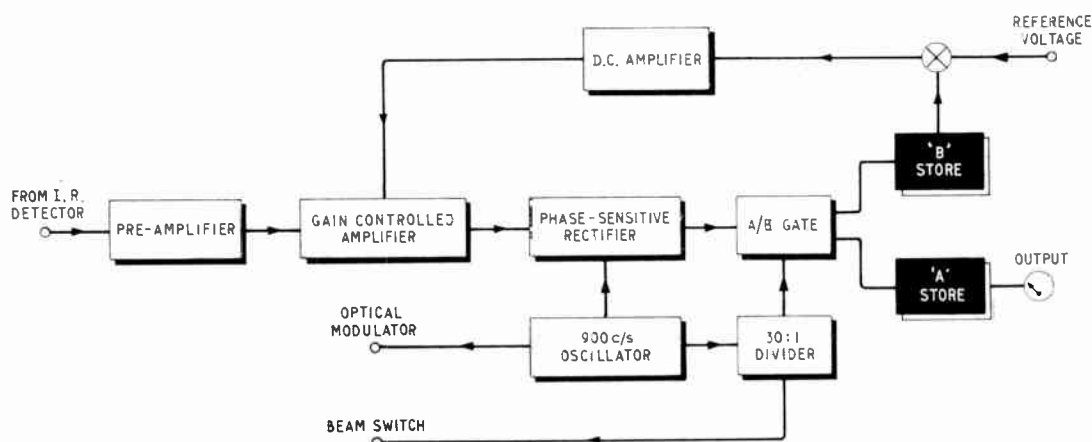 REFERENCE
VOLTAGE
D.C. AMPLIFIER
'B'
STORE
FROM I.R.
DETECTOR
PRE-AMPLIFIER
GAIN CONTROLLED
AMPLIFIER
PHASE-SENSITIVE
RECTIFIER
A/B GATE
'A'
STORE
OUTPUT
OPTICAL
MODULATOR
900c/s
OSCILLATOR
30:1
DIVIDER
BEAM SWITCH